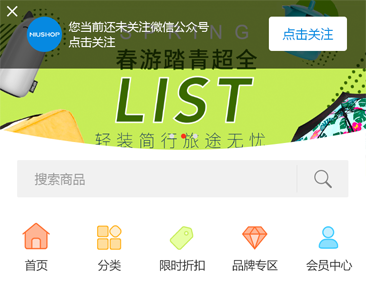 NIUSHOP
您当前还未关注微信公众号
点击关注
点击关注
SPRING
春游踏青超全
LIST
轻装简行旅途无忧
搜索商品
首页
分类
限时折扣
品牌专区
会员中心